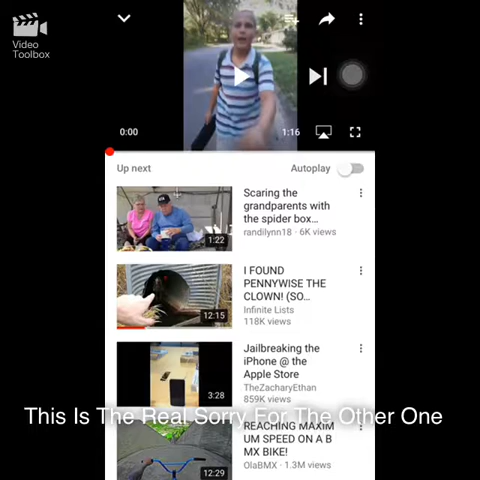 Video
Toolbox
0:00
1:16
Up next
Autoplay
Scaring the
grandparents with
the spider box...
randilynn18 · 6K views
1:22
I FOUND
PENNYWISE THE
CLOWN! (SO...
Infinite Lists
118K views
12:15
Jailbreaking the
iPhone @ the
Apple Store
TheZacharyEthan
859K views
3:28
This Is The Real Sorry For The Other One
REACHING MAXIM
UM SPEED ON A B
MX BIKE!
OlaBMX · 1.3M views
12:29